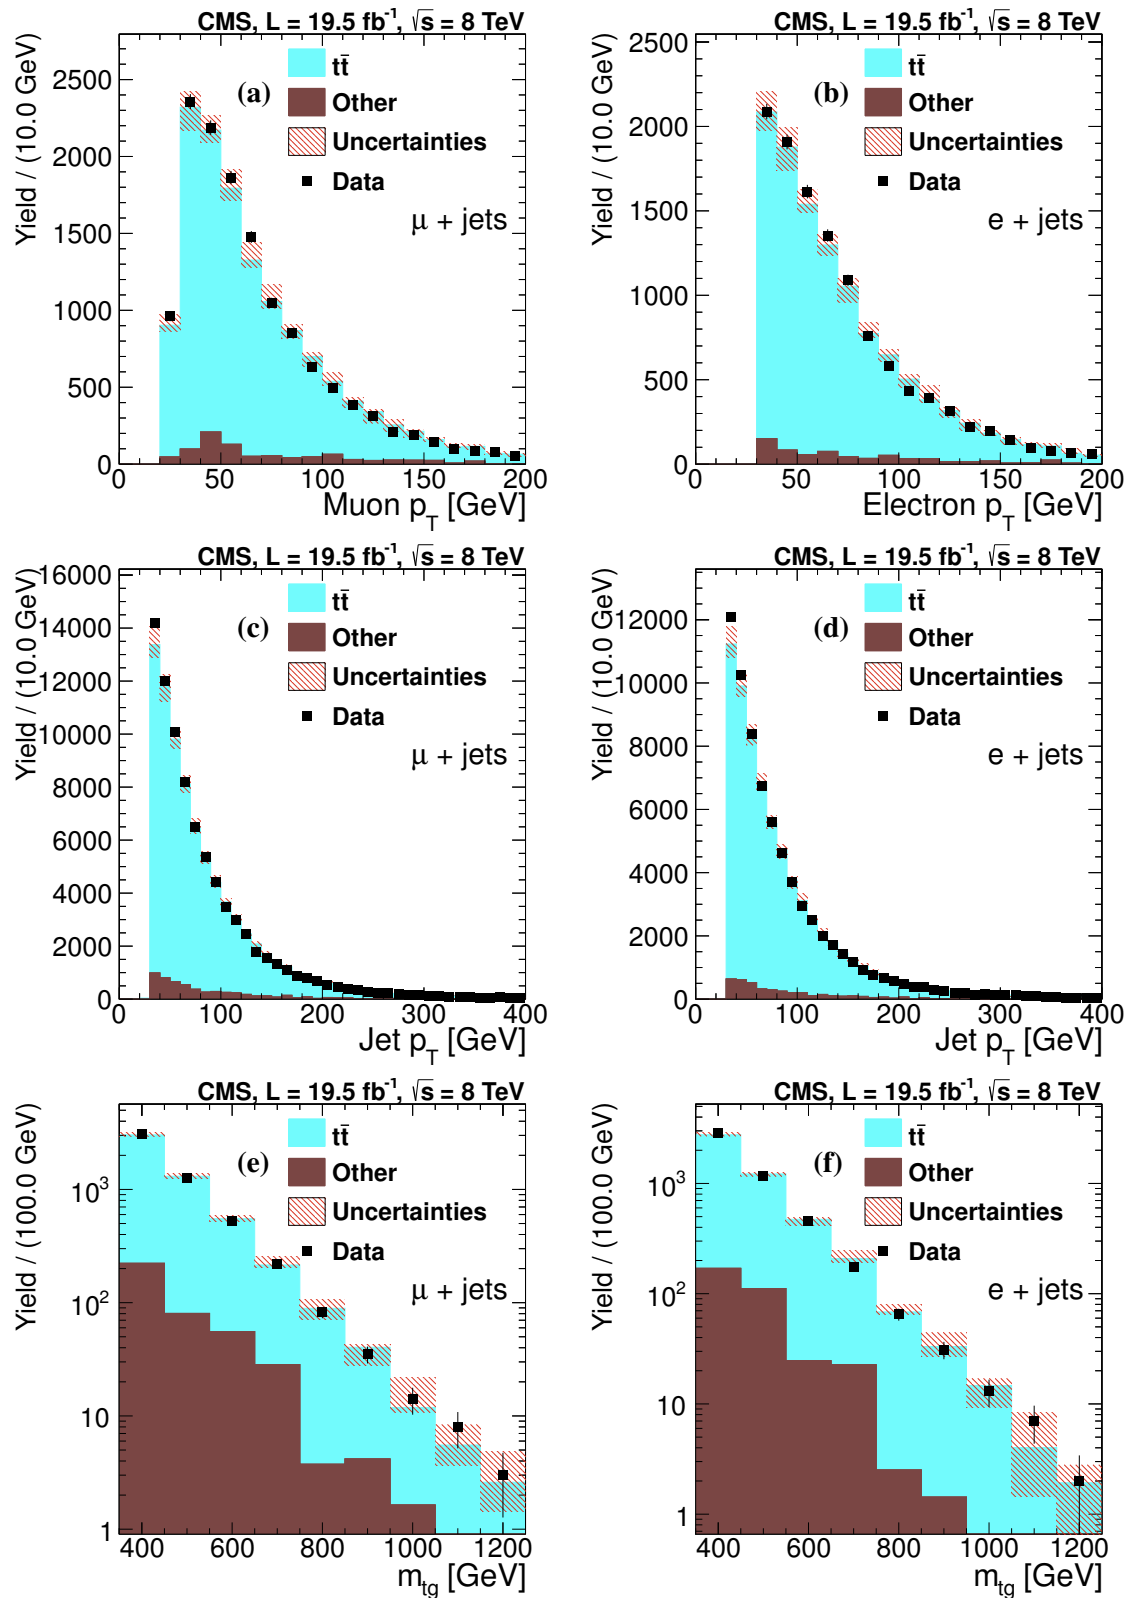 CMS, L = 19.5 fb⁻¹, √s = 8 TeV
Yield / (10.0 GeV)
2500
2000
1500
1000
500
0
(a)
tt̄
Other
Uncertainties
Data
μ + jets
0 50 100 150 200
Muon p_T [GeV]
CMS, L = 19.5 fb⁻¹, √s = 8 TeV
Yield / (10.0 GeV)
2500
2000
1500
1000
500
0
(b)
tt̄
Other
Uncertainties
Data
e + jets
0 50 100 150 200
Electron p_T [GeV]
CMS, L = 19.5 fb⁻¹, √s = 8 TeV
Yield / (10.0 GeV)
16000
14000
12000
10000
8000
6000
4000
2000
0
(c)
tt̄
Other
Uncertainties
Data
μ + jets
0 100 200 300 400
Jet p_T [GeV]
CMS, L = 19.5 fb⁻¹, √s = 8 TeV
Yield / (10.0 GeV)
12000
10000
8000
6000
4000
2000
0
(d)
tt̄
Other
Uncertainties
Data
e + jets
0 100 200 300 400
Jet p_T [GeV]
CMS, L = 19.5 fb⁻¹, √s = 8 TeV
Yield / (100.0 GeV)
10³
10²
10
1
(e)
tt̄
Other
Uncertainties
Data
μ + jets
400 600 800 1000 1200
m_tg [GeV]
CMS, L = 19.5 fb⁻¹, √s = 8 TeV
Yield / (100.0 GeV)
10³
10²
10
1
(f)
tt̄
Other
Uncertainties
Data
e + jets
400 600 800 1000 1200
m_tg [GeV]